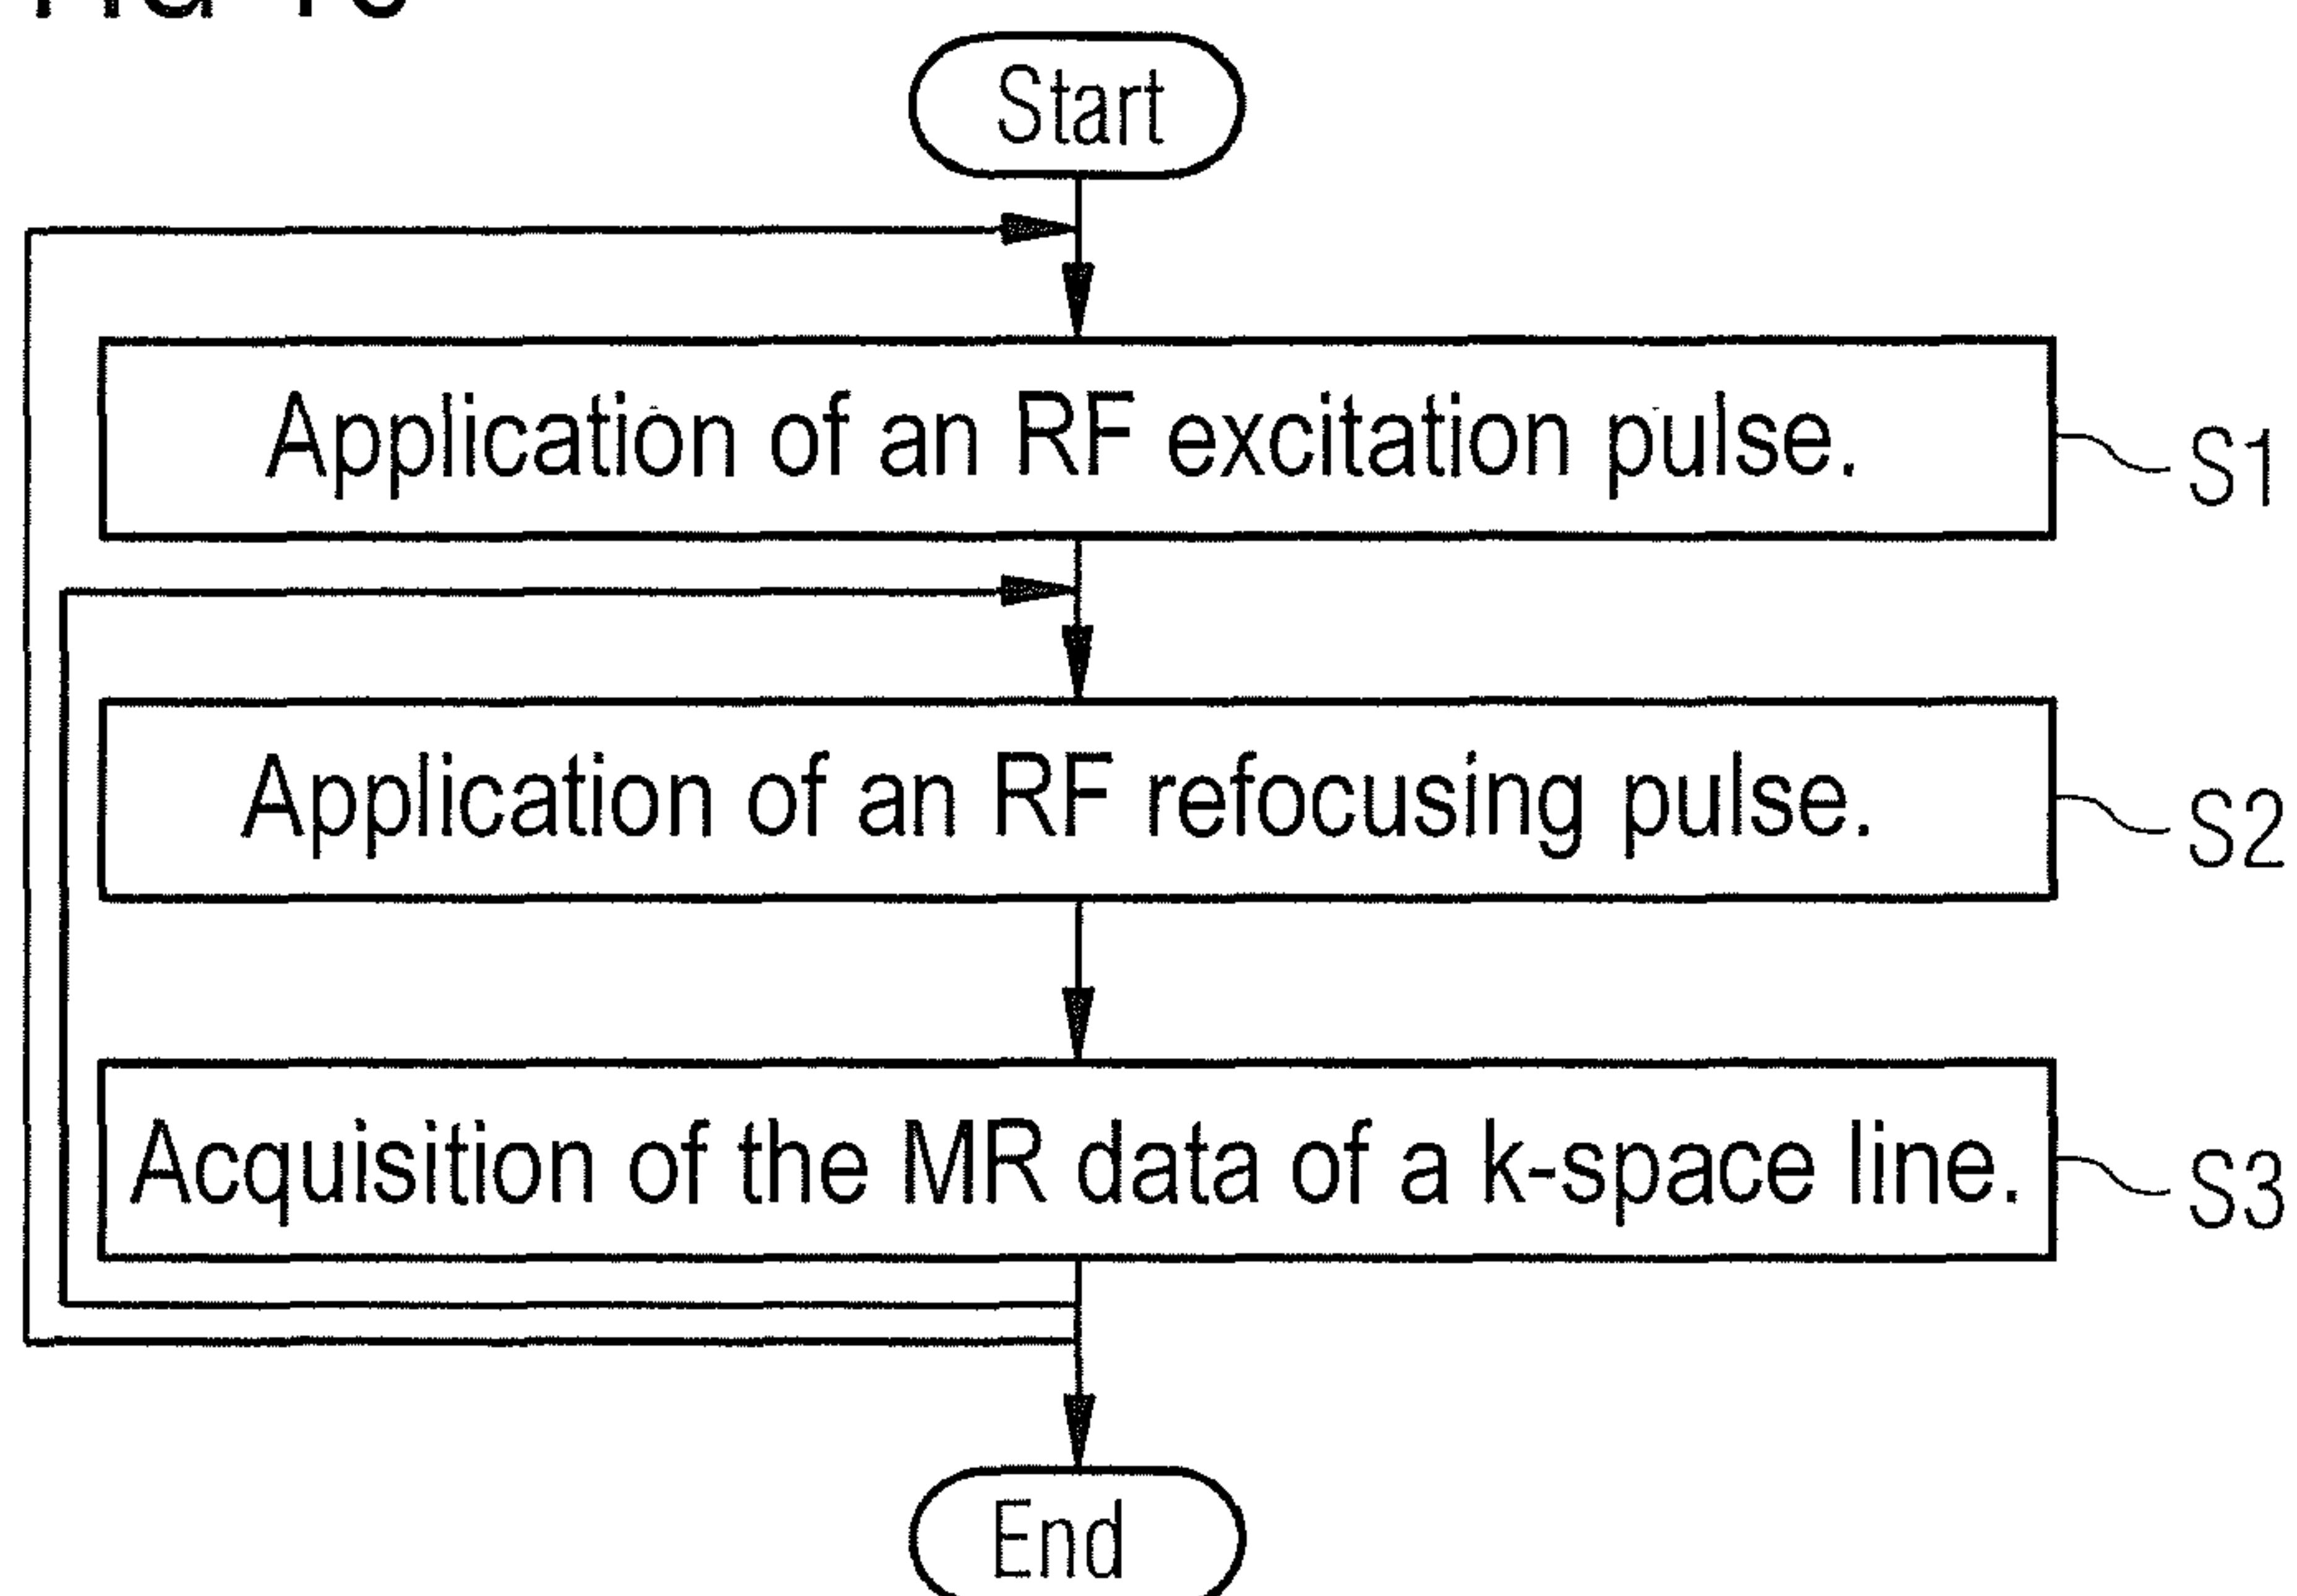 Start
Application of an RF excitation pulse.
S1
Application of an RF refocusing pulse.
S2
Acquisition of the MR data of a k-space line.
S3
End